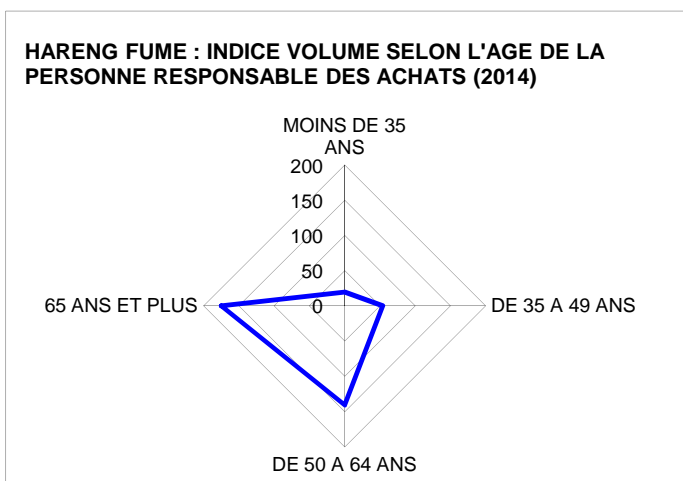 HARENG FUME : INDICE VOLUME SELON L'AGE DE LA
PERSONNE RESPONSABLE DES ACHATS (2014)
MOINS DE 35
ANS
200
150
100
50
0
65 ANS ET PLUS
DE 35 A 49 ANS
DE 50 A 64 ANS